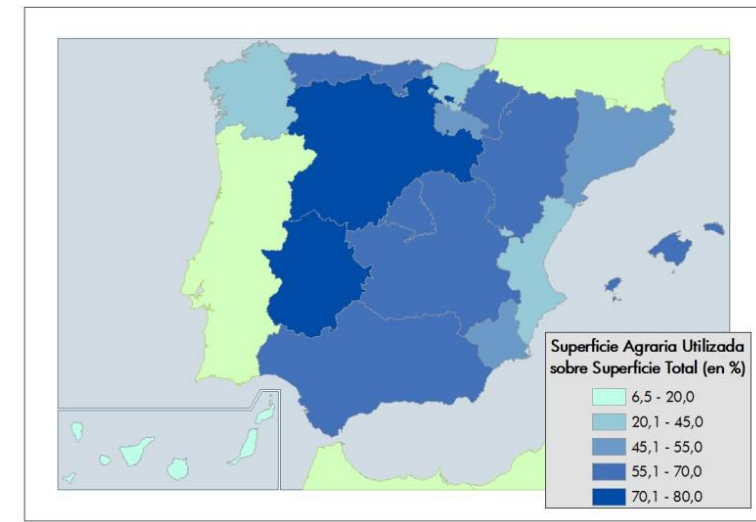 Superficie Agraria Utilizada
sobre Superficie Total (en %)
6,5 - 20,0
20,1 - 45,0
45,1 - 55,0
55,1 - 70,0
70,1 - 80,0